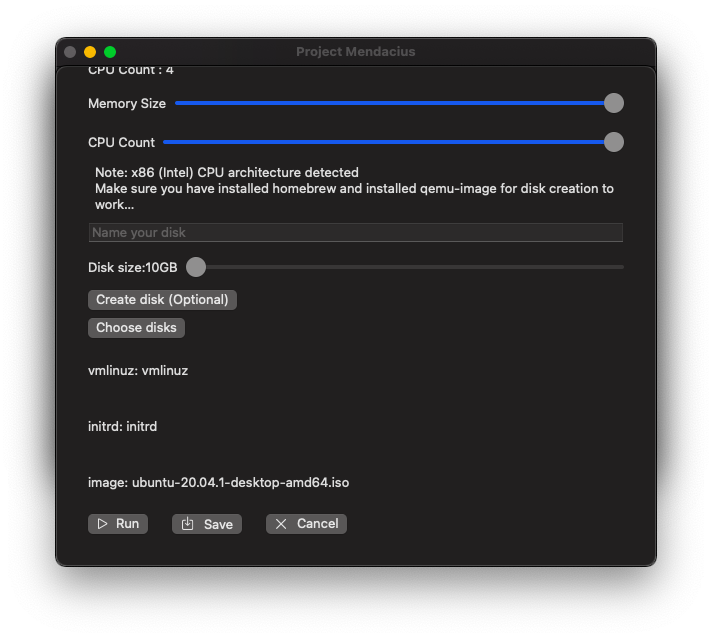 Project Mendacius
CPU Count : 4
Memory Size
CPU Count
Note: x86 (Intel) CPU architecture detected
Make sure you have installed homebrew and installed qemu-image for disk creation to
work...
Name your disk
Disk size:10GB
Create disk (Optional)
Choose disks
vmlinuz: vmlinuz
initrd: initrd
image: ubuntu-20.04.1-desktop-amd64.iso
Run Save Cancel